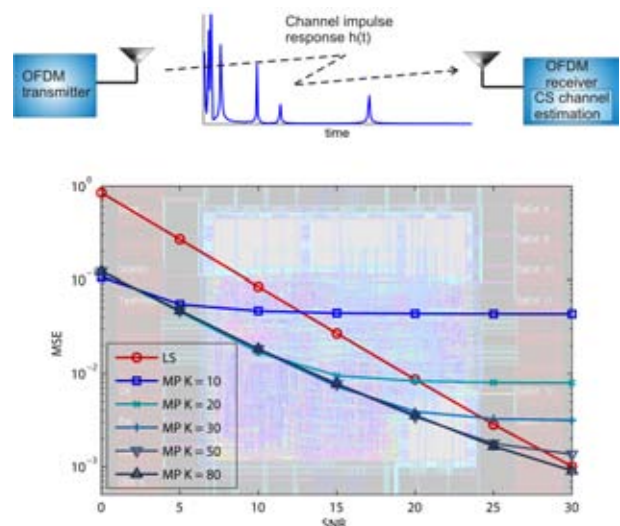 Channel impulse
response h(t)
OFDM
transmitter
OFDM
receiver
CS channel
estimation
time
10⁰
10⁻¹
10⁻²
10⁻³
MSE
LS
MP K = 10
MP K = 20
MP K = 30
MP K = 50
MP K = 80
0 5 10 15 20 25 30
SNR